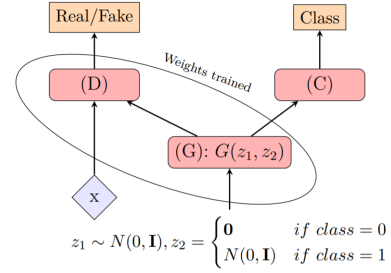 Real/Fake
Class
Weights trained
(D)
(C)
(G): G(z₁, z₂)
x
z₁ ∼ N(0, I), z₂ = { 0 if class = 0
N(0, I) if class = 1